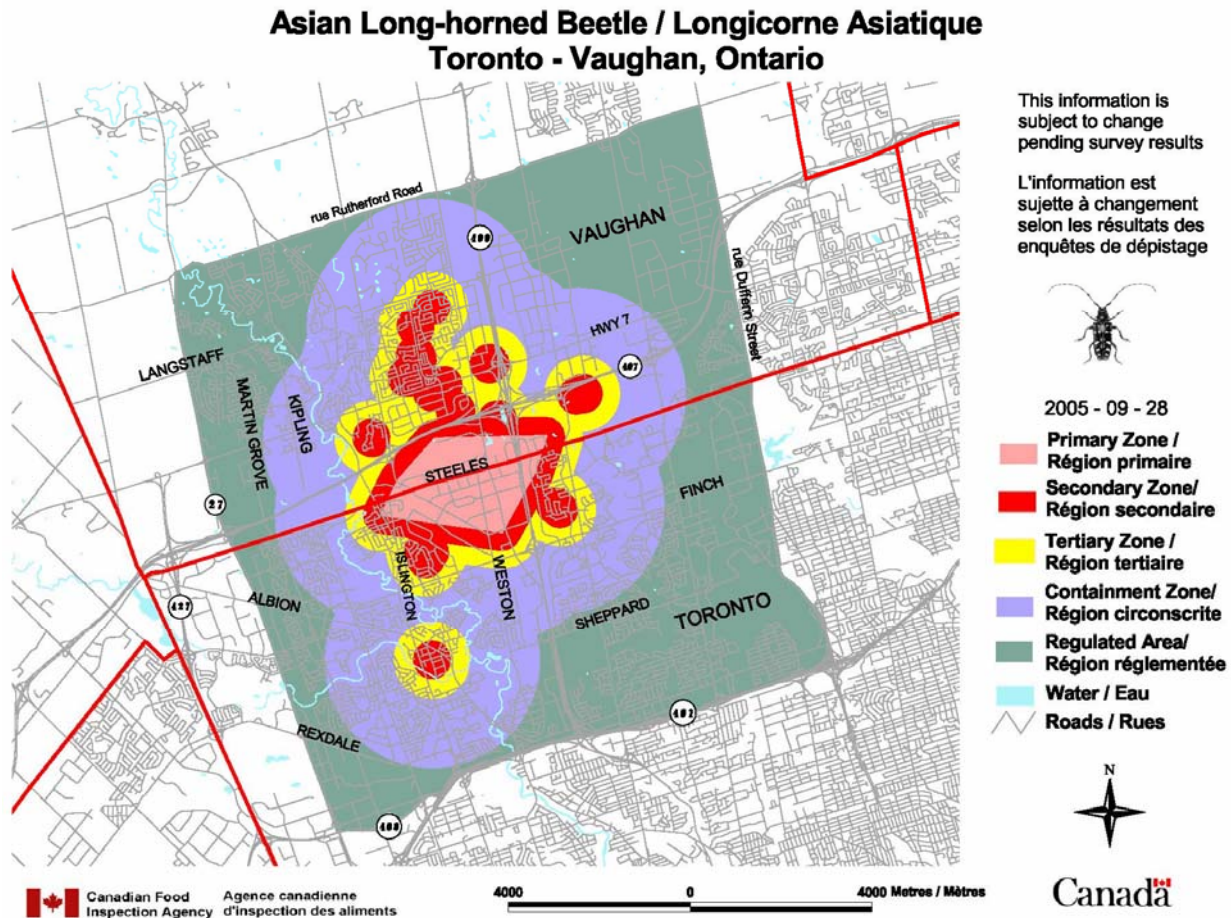 Asian Long-horned Beetle / Longicorne Asiatique
Toronto - Vaughan, Ontario
This information is
subject to change
pending survey results
L'information est
sujette à changement
selon les résultats des
enquêtes de dépistage
rue Rutherford Road
400
VAUGHAN
rue Dufferin Street
HWY 7
407
LANGSTAFF
MARTIN GROVE
KIPLING
STEELES
27
FINCH
ISLINGTON
WESTON
427
ALBION
SHEPPARD
TORONTO
REXDALE
2005 - 09 - 28
Primary Zone /
Région primaire
Secondary Zone/
Région secondaire
Tertiary Zone /
Région tertiaire
Containment Zone/
Région circonscrite
Regulated Area/
Région réglementée
Water / Eau
Roads / Rues
N
Canadian Food
Inspection Agency
Agence canadienne
d'inspection des aliments
4000 0 4000 Metres / Mètres
Canada